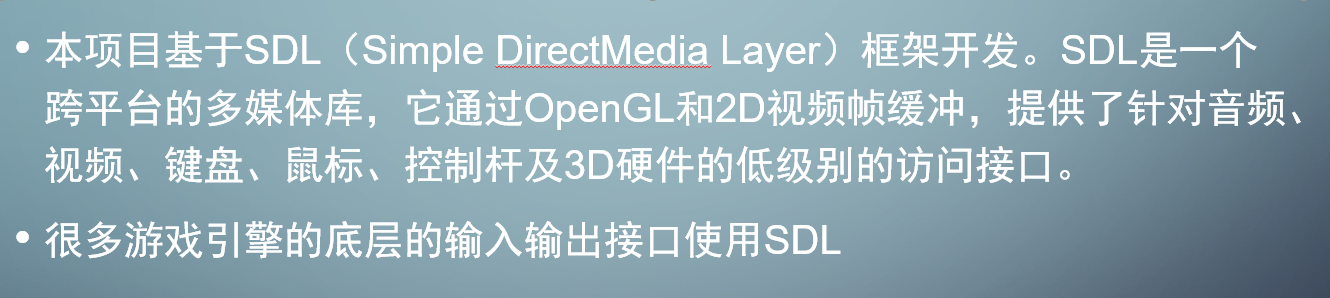 • 本项目基于SDL（Simple DirectMedia Layer）框架开发。SDL是一个
跨平台的多媒体库，它通过OpenGL和2D视频帧缓冲，提供了针对音频、
视频、键盘、鼠标、控制杆及3D硬件的低级别的访问接口。
• 很多游戏引擎的底层的输入输出接口使用SDL